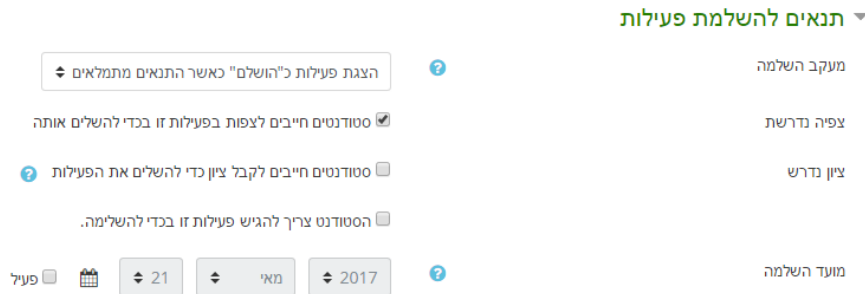 תנאים להשלמת פעילות
מעקב השלמה הצגת פעילות כ"הושלם" כאשר התנאים מתמלאים
צפיה נדרשת סטודנטים חייבים לצפות בפעילות זו בכדי להשלים אותה
ציון נדרש סטודנטים חייבים לקבל ציון כדי להשלים את הפעילות
הסטודנט צריך להגיש פעילות זו בכדי להשלימה.
מועד השלמה 2017 מאי 21 פעיל